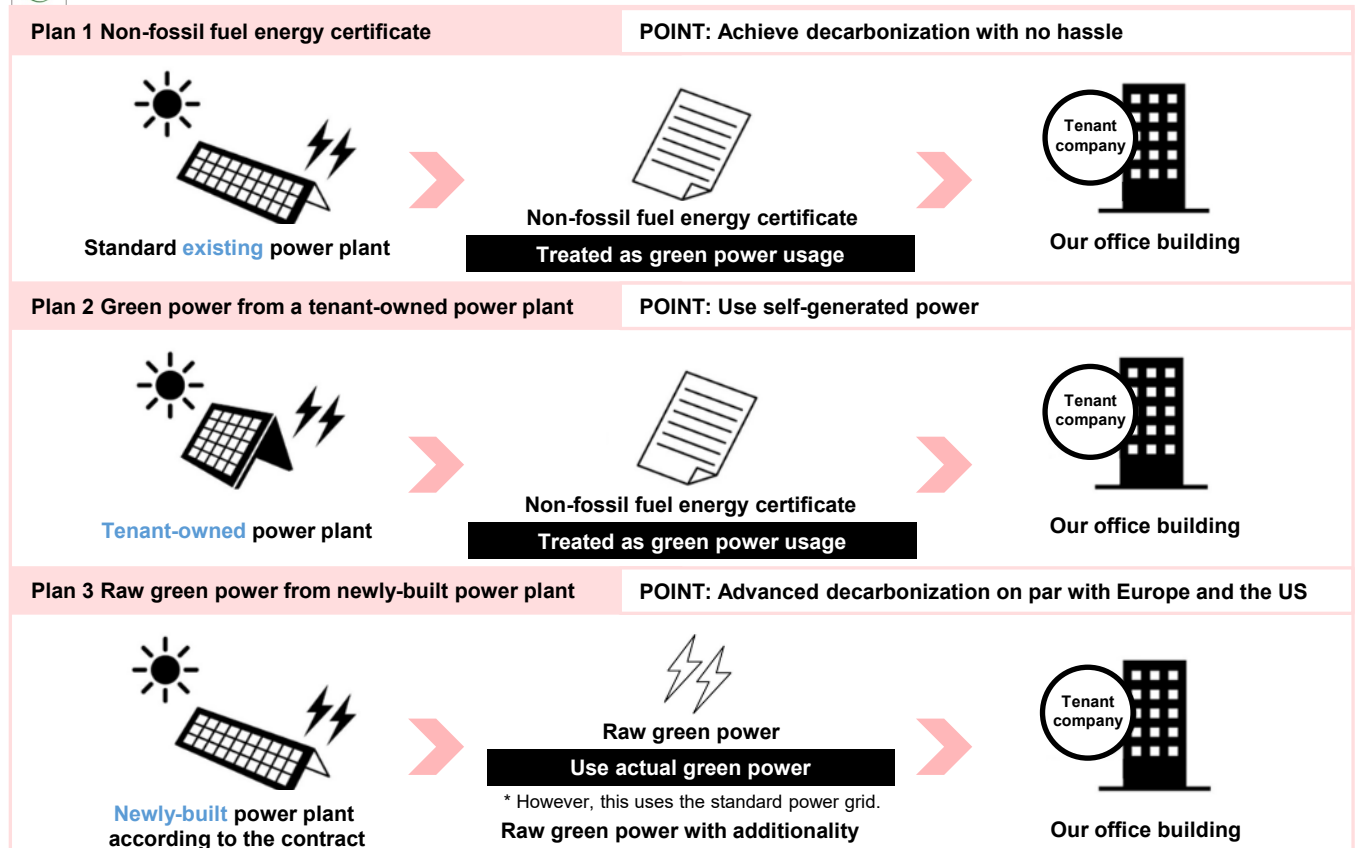 Plan 1 Non-fossil fuel energy certificate
POINT: Achieve decarbonization with no hassle
Standard existing power plant
Non-fossil fuel energy certificate
Treated as green power usage
Tenant
company
Our office building
Plan 2 Green power from a tenant-owned power plant
POINT: Use self-generated power
Tenant-owned power plant
Non-fossil fuel energy certificate
Treated as green power usage
Tenant
company
Our office building
Plan 3 Raw green power from newly-built power plant
POINT: Advanced decarbonization on par with Europe and the US
Newly-built power plant
according to the contract
Raw green power
Use actual green power
* However, this uses the standard power grid.
Raw green power with additionality
Tenant
company
Our office building